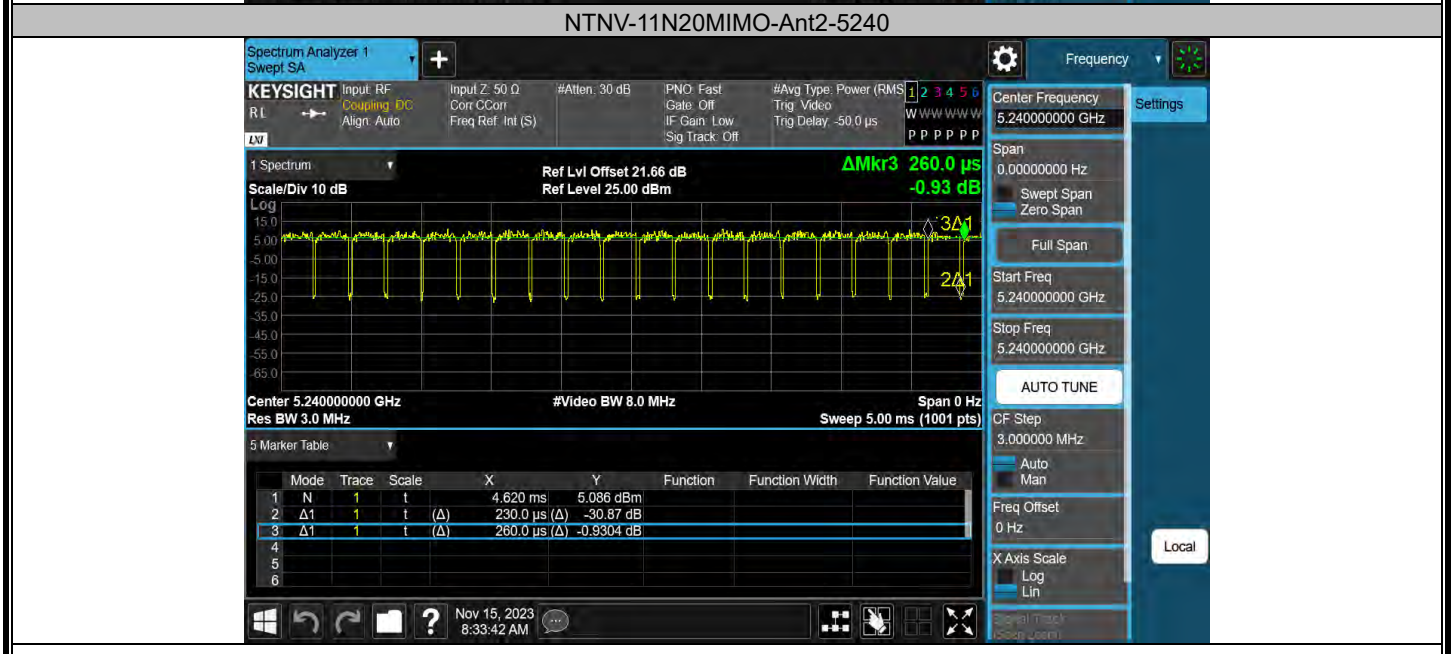 NTNV-11N20MIMO-Ant2-5240
Spectrum Analyzer 1
Swept SA
+
Frequency
KEYSIGHT
RL
LXI
Input: RF
Coupling: DC
Align: Auto
Input Z: 50 Ω
Corr CCorr
Freq Ref: Int (S)
#Atten: 30 dB
PNO: Fast
Gate: Off
IF Gain: Low
Sig Track: Off
#Avg Type: Power (RMS
Trig: Video
Trig Delay: -50.0 µs
1 2 3 4 5 6
W W W W W W
P P P P P P
1 Spectrum
Scale/Div 10 dB
Log
Ref Lvl Offset 21.66 dB
Ref Level 25.00 dBm
ΔMkr3 260.0 µs
-0.93 dB
15.0
5.00
-5.00
-15.0
-25.0
-35.0
-45.0
-55.0
-65.0
3Δ1
2Δ1
Center 5.240000000 GHz
Res BW 3.0 MHz
#Video BW 8.0 MHz
Span 0 Hz
Sweep 5.00 ms (1001 pts)
5 Marker Table
Mode Trace Scale X Y Function Function Width Function Value
1 N 1 t 4.620 ms 5.086 dBm
2 Δ1 1 t (Δ) 230.0 µs (Δ) -30.87 dB
3 Δ1 1 t (Δ) 260.0 µs (Δ) -0.9304 dB
4
5
6
?
Nov 15, 2023
8:33:42 AM
Center Frequency
5.240000000 GHz
Settings
Span
0.00000000 Hz
Swept Span
Zero Span
Full Span
Start Freq
5.240000000 GHz
Stop Freq
5.240000000 GHz
AUTO TUNE
CF Step
3.000000 MHz
Auto
Man
Freq Offset
0 Hz
X Axis Scale
Log
Lin
Local